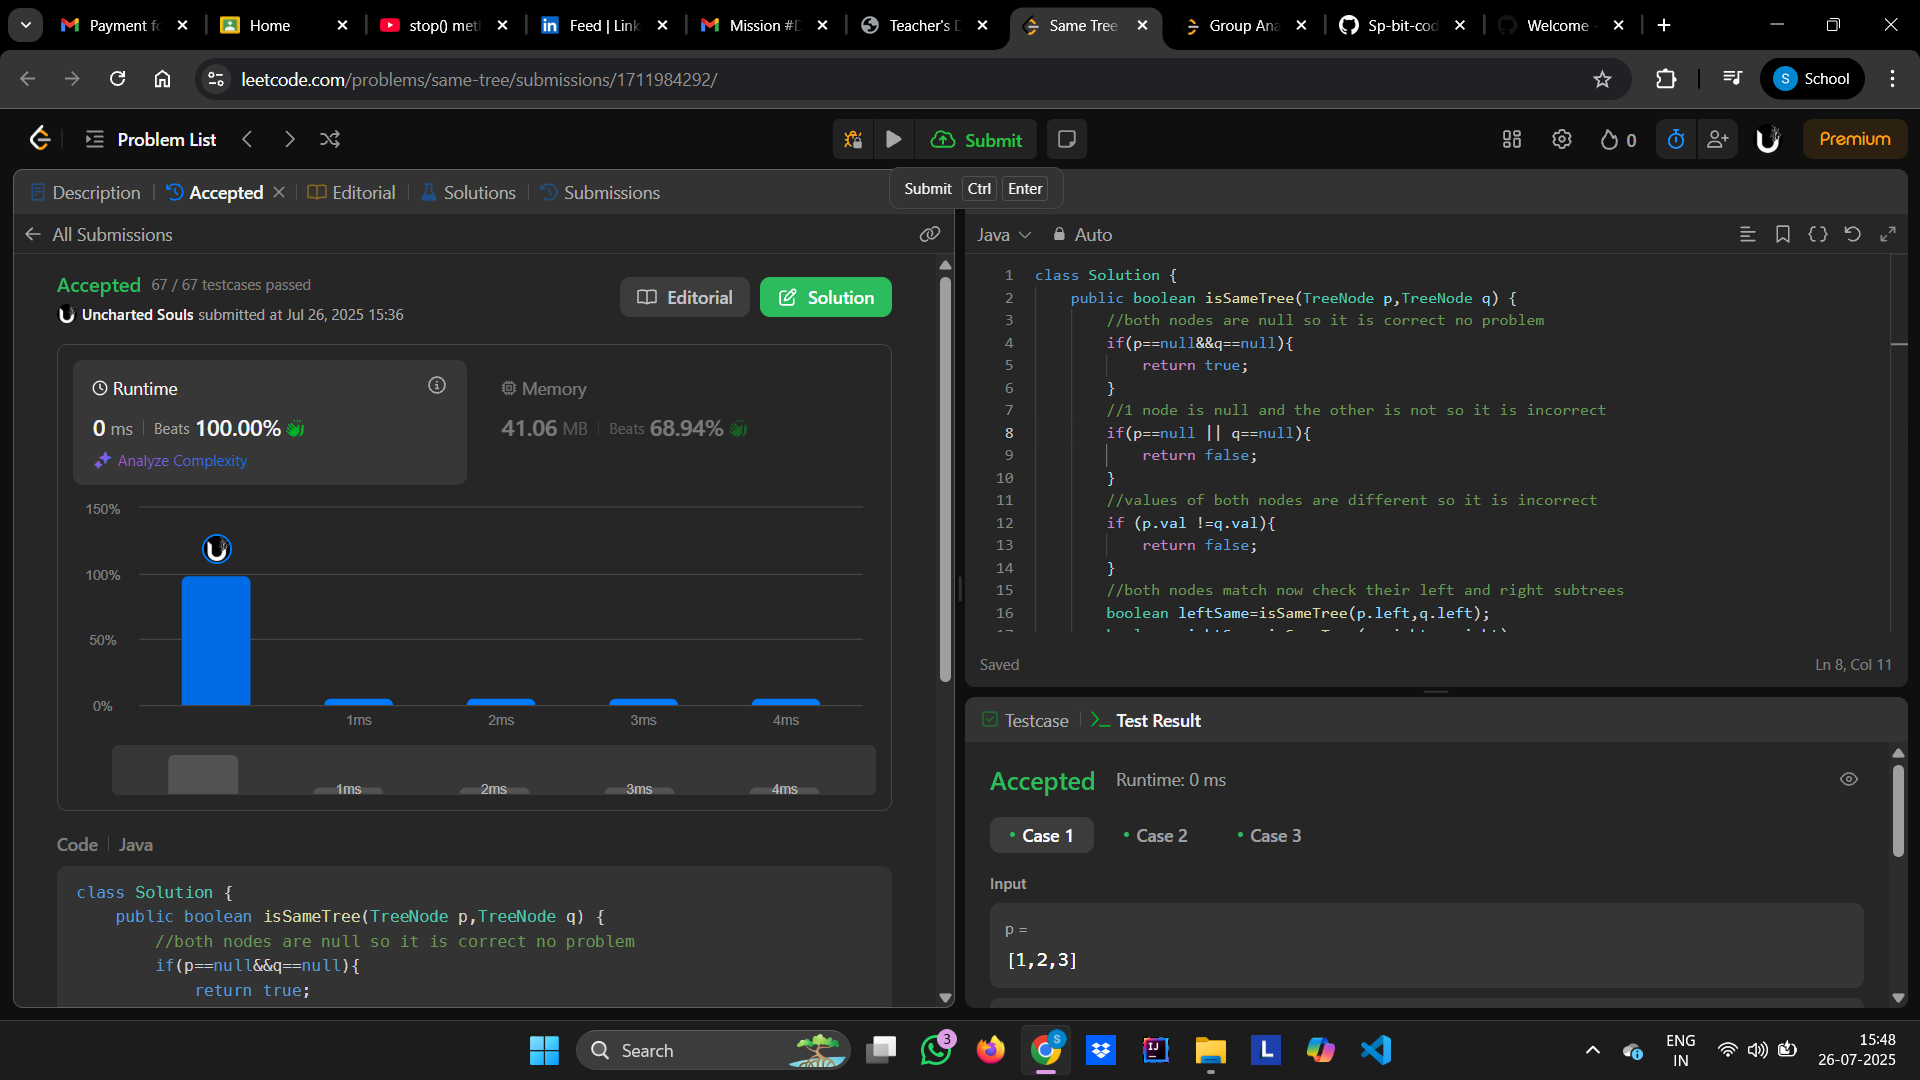 Payment fo
Home
stop() met
Feed | Link
Mission #D
Teacher's D
Same Tree
Group Ana
Sp-bit-cod
Welcome
leetcode.com/problems/same-tree/submissions/1711984292/
S School
Problem List
Submit
0
Premium
Submit Ctrl Enter
Description
Accepted
Editorial
Solutions
Submissions
All Submissions
Accepted 67 / 67 testcases passed
Uncharted Souls submitted at Jul 26, 2025 15:36
Editorial
Solution
Runtime
0 ms Beats 100.00%
Analyze Complexity
Memory
41.06 MB Beats 68.94%
150%
100%
50%
0%
1ms 2ms 3ms 4ms
1ms 2ms 3ms 4ms
Code Java
class Solution {
public boolean isSameTree(TreeNode p,TreeNode q) {
//both nodes are null so it is correct no problem
if(p==null&&q==null){
return true;
Java Auto
1 class Solution {
2 public boolean isSameTree(TreeNode p,TreeNode q) {
3 //both nodes are null so it is correct no problem
4 if(p==null&&q==null){
5 return true;
6 }
7 //1 node is null and the other is not so it is incorrect
8 if(p==null || q==null){
9 return false;
10 }
11 //values of both nodes are different so it is incorrect
12 if (p.val !=q.val){
13 return false;
14 }
15 //both nodes match now check their left and right subtrees
16 boolean leftSame=isSameTree(p.left,q.left);
Saved
Ln 8, Col 11
Testcase
Test Result
Accepted Runtime: 0 ms
Case 1 Case 2 Case 3
Input
p =
[1,2,3]
Search
3
S
IJ
L
ENG
IN
15:48
26-07-2025